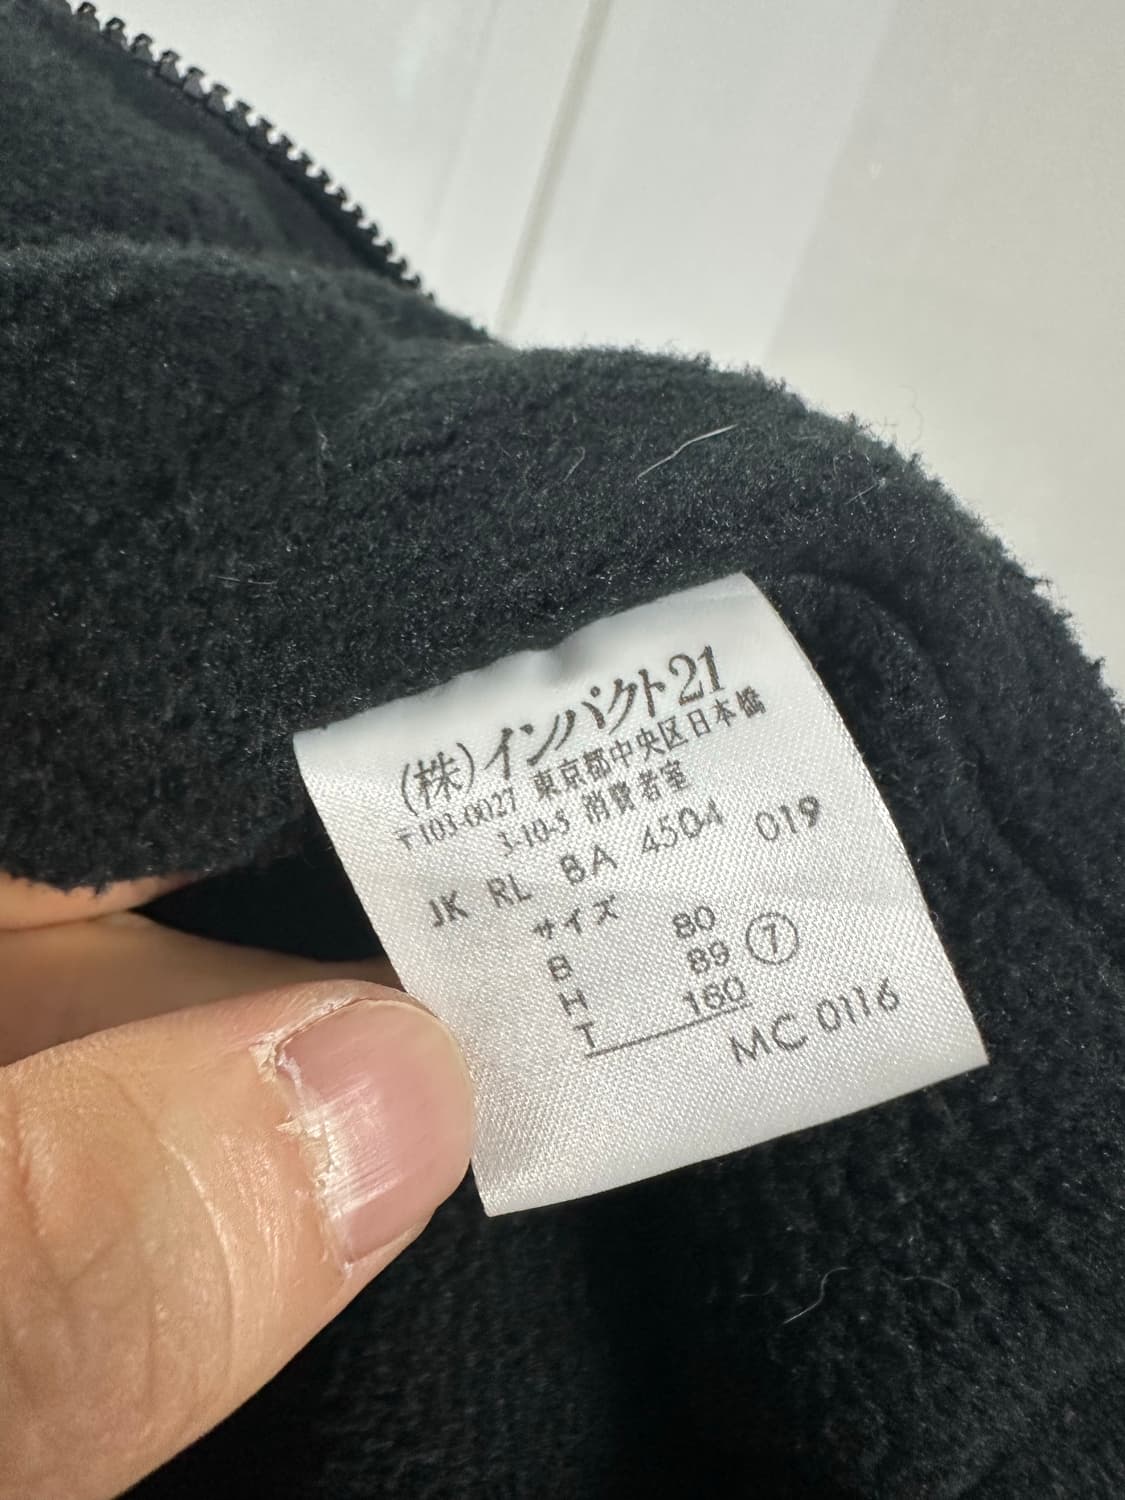 (株)インパクト21
〒103-0027 東京都中央区日本橋
3-10-5 消費者室
JK RL BA 4504 019
サイズ
B 80
H 89 ⑦
T 160
MC 0116